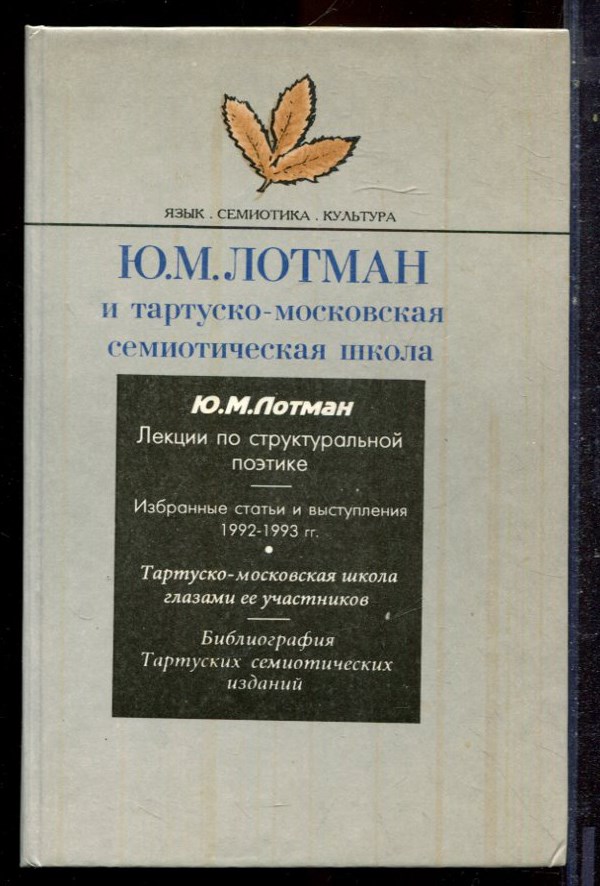 ЯЗЫК . СЕМИОТИКА . КУЛЬТУРА
Ю.М.ЛОТМАН
и тартуско-московская
семиотическая школа
Ю.М.Лотман
Лекции по структуральной
поэтике
Избранные статьи и выступления
1992-1993 гг.
Тартуско-московская школа
глазами ее участников
Библиография
Тартуских семиотических
изданий